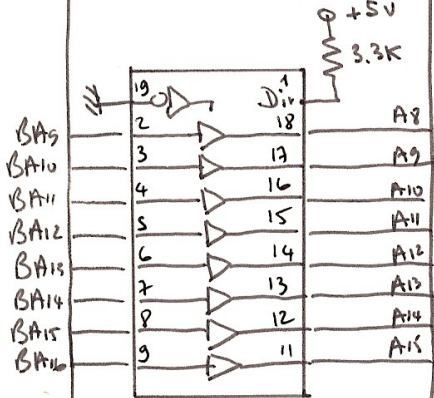 +5V
3.3K
19 1
Dir
BA9 2 18 A8
BA10 3 17 A9
BA11 4 16 A10
BA12 5 15 A11
BA13 6 14 A12
BA14 7 13 A13
BA15 8 12 A14
BA16 9 11 A15